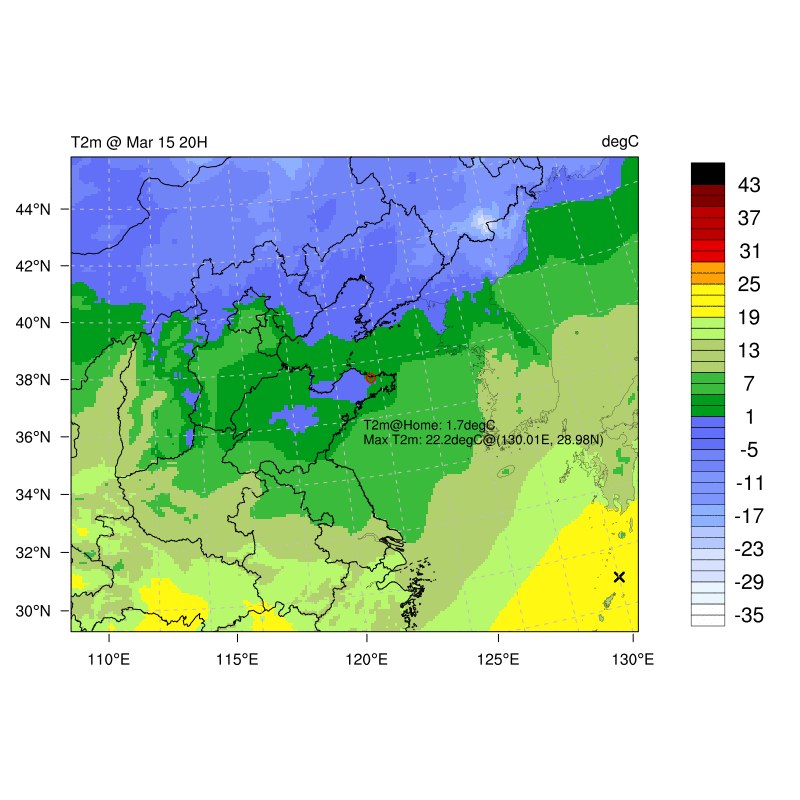 T2m @ Mar 15 20H
degC
44°N
42°N
40°N
38°N
36°N
34°N
32°N
30°N
110°E
115°E
120°E
125°E
130°E
T2m@Home: 1.7degC
Max T2m: 22.2degC@(130.01E, 28.98N)
43
37
31
25
19
13
7
1
-5
-11
-17
-23
-29
-35